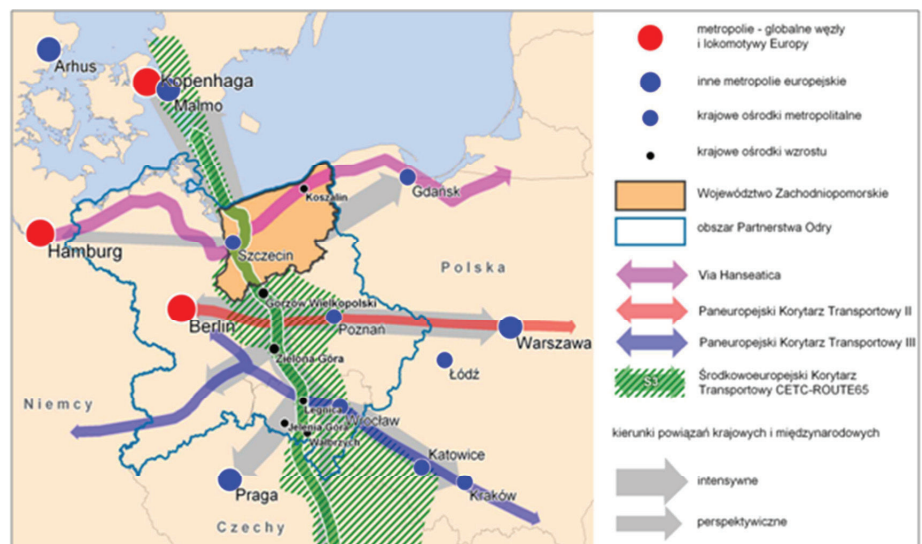 Arhus
Kopenhaga
Malmo
Koszalin
Gdańsk
Hamburg
Szczecin
Polska
Gorzów Wielkopolski
Berlin
Poznań
Warszawa
Zielona Góra
Łódź
Niemcy
Legnica
Wrocław
Jelenia Góra
Wałbrzych
Katowice
Praga
Kraków
Czechy
metropolie - globalne węzły
i lokomotywy Europy
inne metropolie europejskie
krajowe ośrodki metropolitalne
krajowe ośrodki wzrostu
Województwo Zachodniopomorskie
obszar Partnerstwa Odry
Via Hanseatica
Paneuropejski Korytarz Transportowy II
Paneuropejski Korytarz Transportowy III
S3
Środkowoeuropejski Korytarz
Transportowy CETC-ROUTE65
kierunki powiązań krajowych i międzynarodowych
intensywne
perspektywiczne